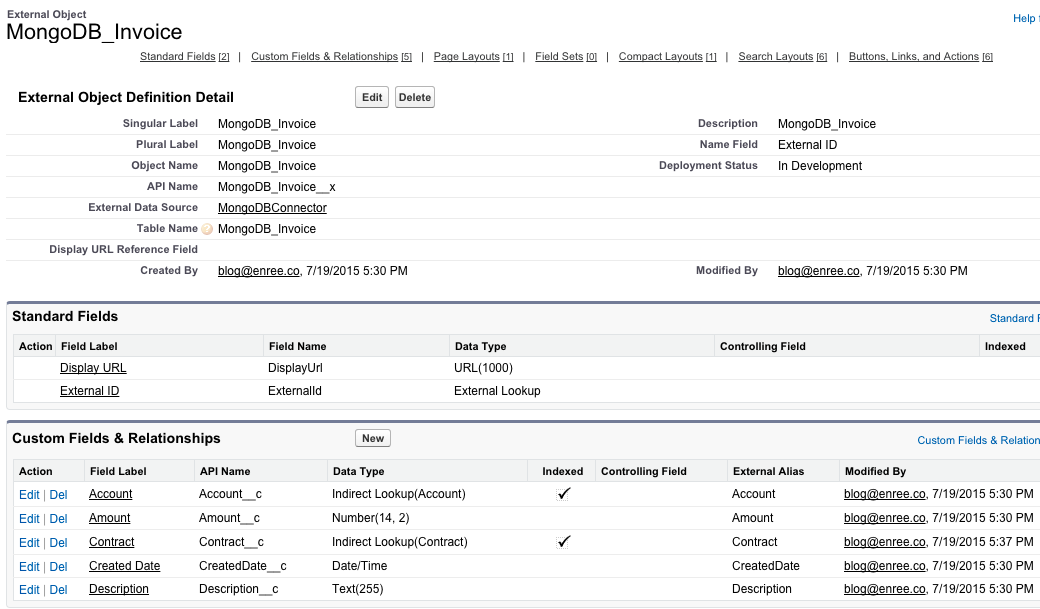 External Object
MongoDB_Invoice
Help f
Standard Fields [2] | Custom Fields & Relationships [5] | Page Layouts [1] | Field Sets [0] | Compact Layouts [1] | Search Layouts [6] | Buttons, Links, and Actions [6]
External Object Definition Detail Edit Delete
Singular Label MongoDB_Invoice Description MongoDB_Invoice
Plural Label MongoDB_Invoice Name Field External ID
Object Name MongoDB_Invoice Deployment Status In Development
API Name MongoDB_Invoice__x
External Data Source MongoDBConnector
Table Name MongoDB_Invoice
Display URL Reference Field
Created By blog@enree.co, 7/19/2015 5:30 PM Modified By blog@enree.co, 7/19/2015 5:30 PM
Standard Fields Standard F
Action Field Label Field Name Data Type Controlling Field Indexed
Display URL DisplayUrl URL(1000)
External ID ExternalId External Lookup
Custom Fields & Relationships New Custom Fields & Relation
Action Field Label API Name Data Type Indexed Controlling Field External Alias Modified By
Edit | Del Account Account__c Indirect Lookup(Account) ✓ Account blog@enree.co, 7/19/2015 5:30 PM
Edit | Del Amount Amount__c Number(14, 2) Amount blog@enree.co, 7/19/2015 5:30 PM
Edit | Del Contract Contract__c Indirect Lookup(Contract) ✓ Contract blog@enree.co, 7/19/2015 5:37 PM
Edit | Del Created Date CreatedDate__c Date/Time CreatedDate blog@enree.co, 7/19/2015 5:30 PM
Edit | Del Description Description__c Text(255) Description blog@enree.co, 7/19/2015 5:30 PM